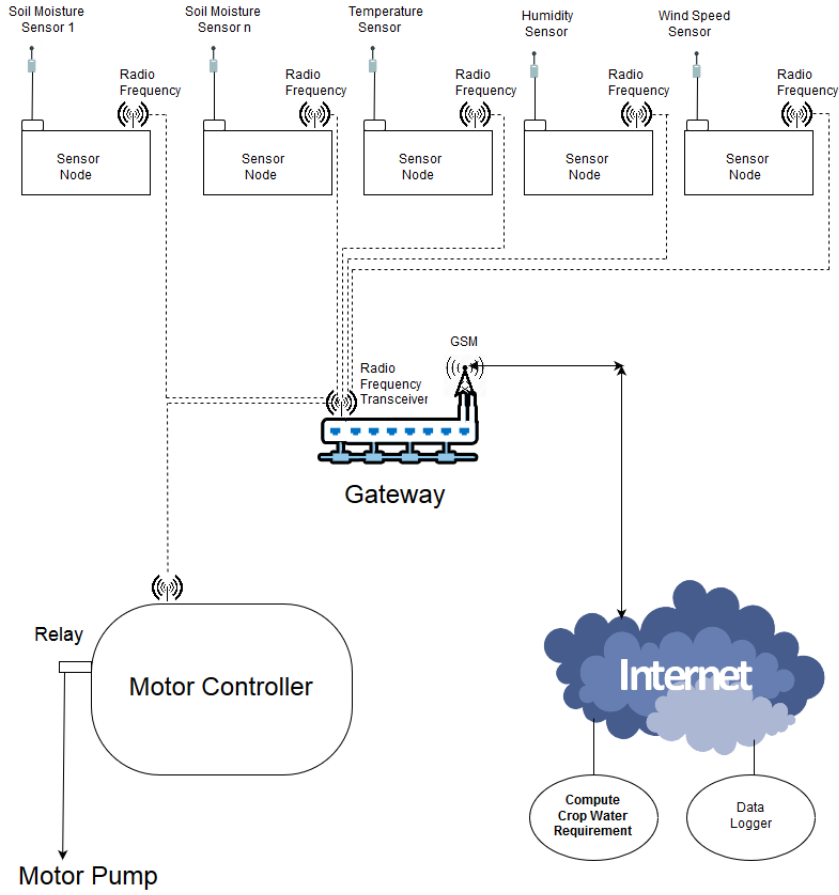 Soil Moisture
Sensor 1
Soil Moisture
Sensor n
Temperature
Sensor
Humidity
Sensor
Wind Speed
Sensor
Radio
Frequency
Radio
Frequency
Radio
Frequency
Radio
Frequency
Radio
Frequency
Sensor
Node
Sensor
Node
Sensor
Node
Sensor
Node
Sensor
Node
GSM
Radio
Frequency
Transceiver
Gateway
Relay
Motor Controller
Internet
Compute
Crop Water
Requirement
Data
Logger
Motor Pump